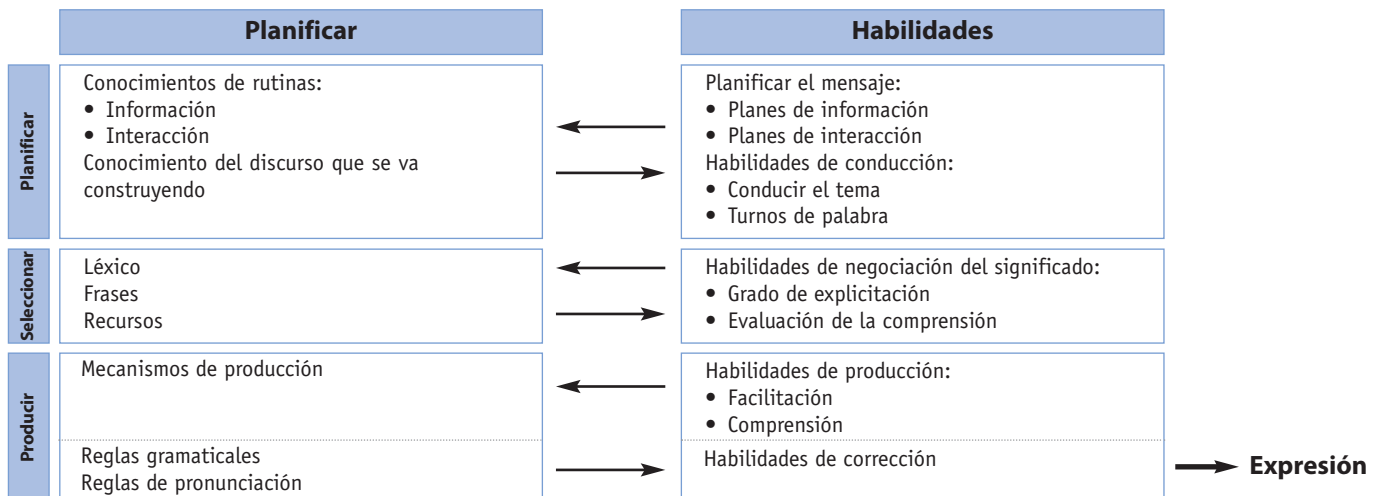 Planificar
Habilidades
Planificar
Conocimientos de rutinas:
• Información
• Interacción
Conocimiento del discurso que se va
construyendo
Planificar el mensaje:
• Planes de información
• Planes de interacción
Habilidades de conducción:
• Conducir el tema
• Turnos de palabra
Seleccionar
Léxico
Frases
Recursos
Habilidades de negociación del significado:
• Grado de explicitación
• Evaluación de la comprensión
Producir
Mecanismos de producción
Habilidades de producción:
• Facilitación
• Comprensión
Reglas gramaticales
Reglas de pronunciación
Habilidades de corrección
Expresión